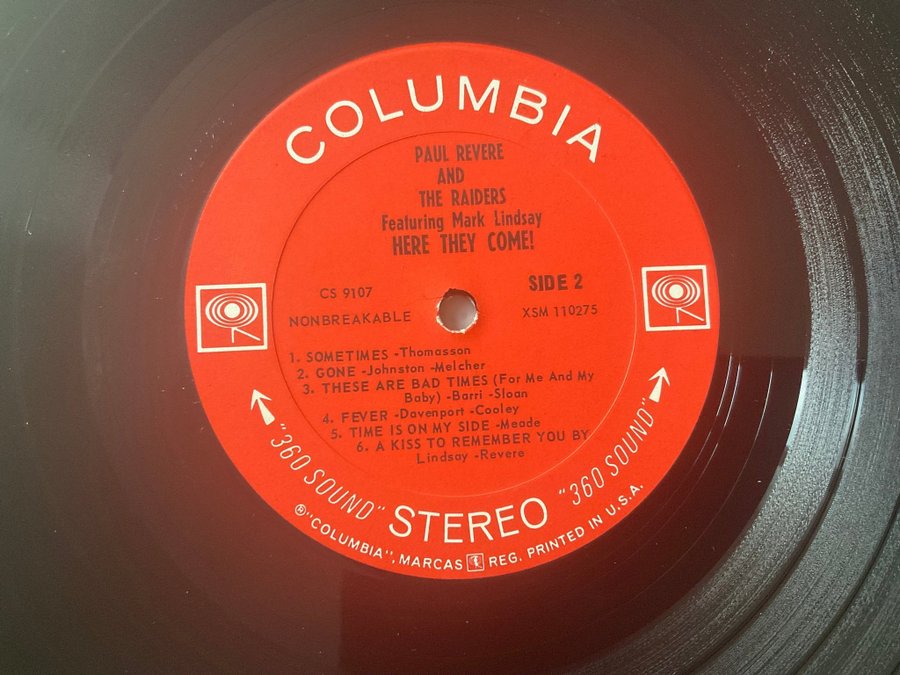 COLUMBIA
PAUL REVERE
AND
THE RAIDERS
Featuring Mark Lindsay
HERE THEY COME!
CS 9107
SIDE 2
NONBREAKABLE
XSM 110275
1. SOMETIMES -Thomasson
2. GONE -Johnston -Melcher
3. THESE ARE BAD TIMES (For Me And My
Baby) -Barri -Sloan
4. FEVER -Davenport -Cooley
5. TIME IS ON MY SIDE -Meade
6. A KISS TO REMEMBER YOU BY
Lindsay -Revere
"360 SOUND" STEREO "360 SOUND"
® "COLUMBIA", MARCAS REG. PRINTED IN U.S.A.